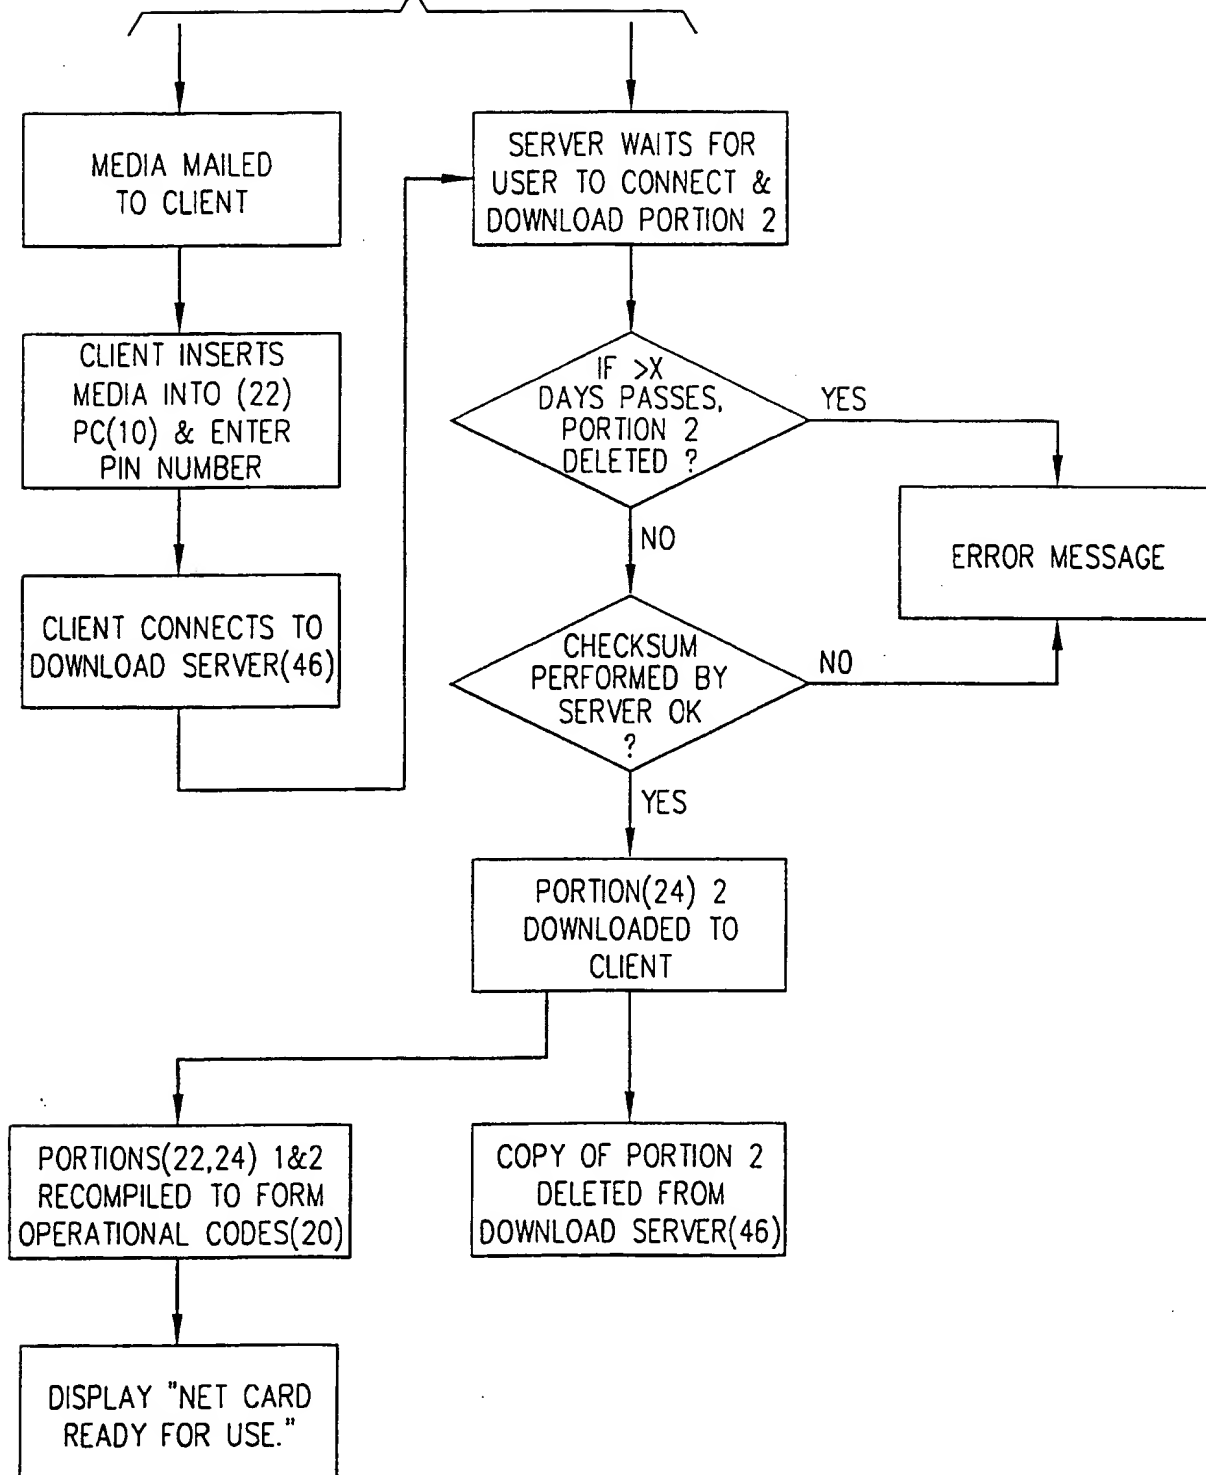 MEDIA MAILED
TO CLIENT
SERVER WAITS FOR
USER TO CONNECT &
DOWNLOAD PORTION 2
CLIENT INSERTS
MEDIA INTO (22)
PC(10) & ENTER
PIN NUMBER
IF >X
DAYS PASSES,
PORTION 2
DELETED ?
YES
NO
ERROR MESSAGE
CLIENT CONNECTS TO
DOWNLOAD SERVER(46)
CHECKSUM
PERFORMED BY
SERVER OK
?
NO
YES
PORTION(24) 2
DOWNLOADED TO
CLIENT
PORTIONS(22,24) 1&2
RECOMPILED TO FORM
OPERATIONAL CODES(20)
COPY OF PORTION 2
DELETED FROM
DOWNLOAD SERVER(46)
DISPLAY "NET CARD
READY FOR USE."